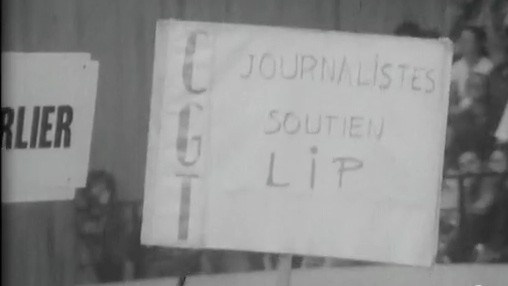 RLIER
CGT
JOURNALISTES
SOUTIEN
LiP